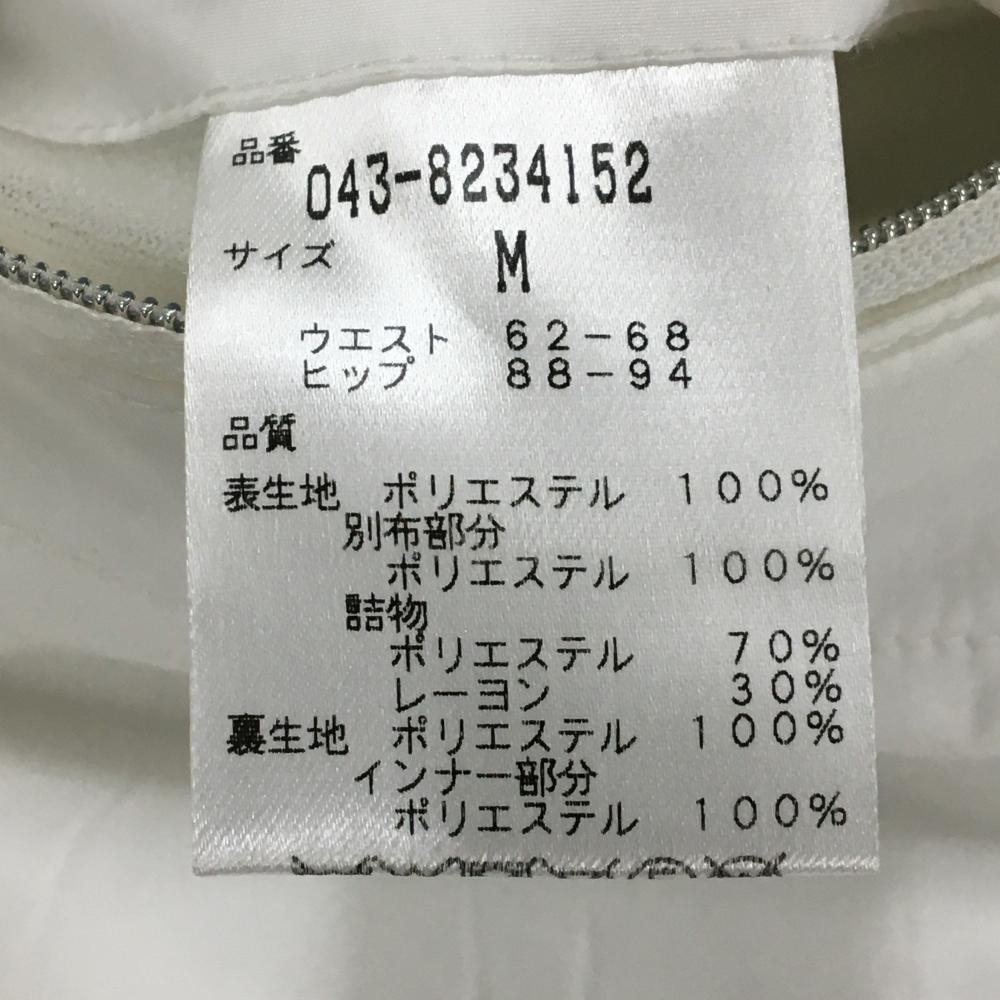 品番 043-8234152
サイズ M
ウエスト 62-68
ヒップ 88-94
品質
表生地 ポリエステル 100%
別布部分
ポリエステル 100%
詰物
ポリエステル 70%
レーヨン 30%
裏生地 ポリエステル 100%
インナー部分
ポリエステル 100%